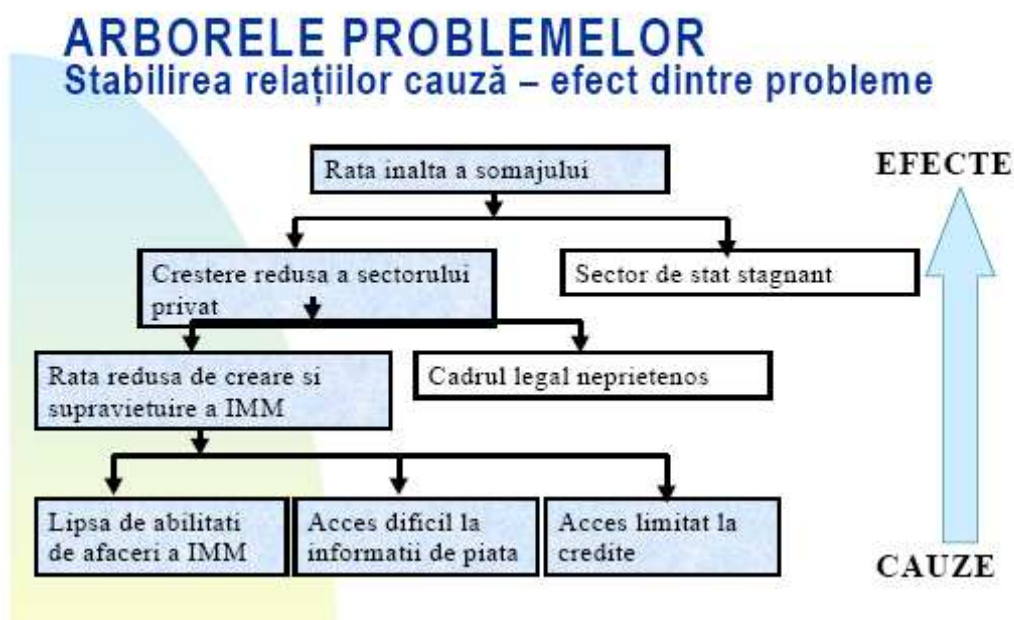 ARBORELE PROBLEMELOR
Stabilirea relațiilor cauză – efect dintre probleme
Rata inalta a somajului
EFECTE
Crestere redusa a sectorului
privat
Sector de stat stagnant
Rata redusa de creare si
supravietuire a IMM
Cadrul legal neprietenos
Lipsa de abilitati
de afaceri a IMM
Acces dificil la
informatii de piata
Acces limitat la
credite
CAUZE